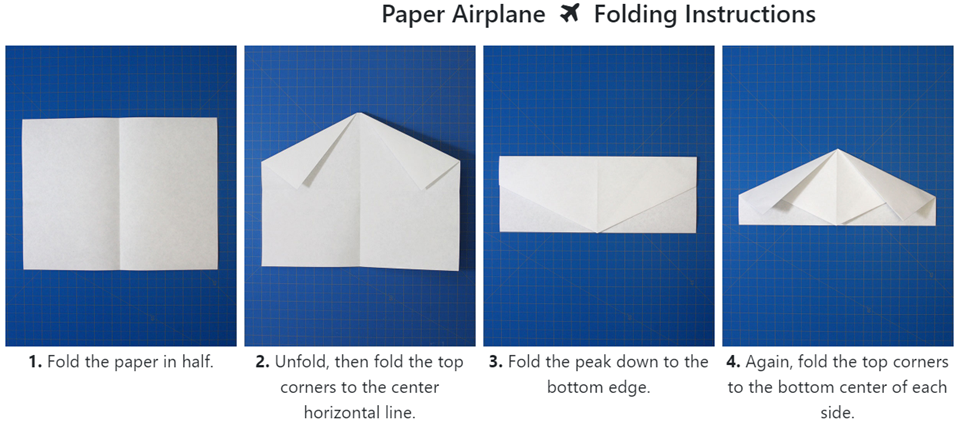 Paper Airplane ✈ Folding Instructions
1. Fold the paper in half.
2. Unfold, then fold the top
corners to the center
horizontal line.
3. Fold the peak down to the
bottom edge.
4. Again, fold the top corners
to the bottom center of each
side.